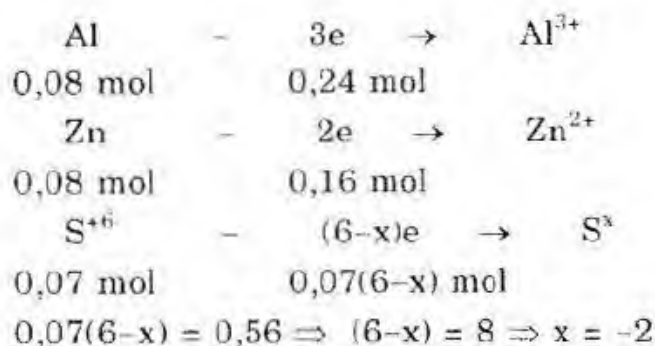 Al - 3e → Al³⁺
0,08 mol 0,24 mol
Zn - 2e → Zn²⁺
0,08 mol 0,16 mol
S⁺⁶ - (6-x)e → Sˣ
0,07 mol 0,07(6-x) mol
0,07(6-x) = 0,56 ⇒ (6-x) = 8 ⇒ x = -2